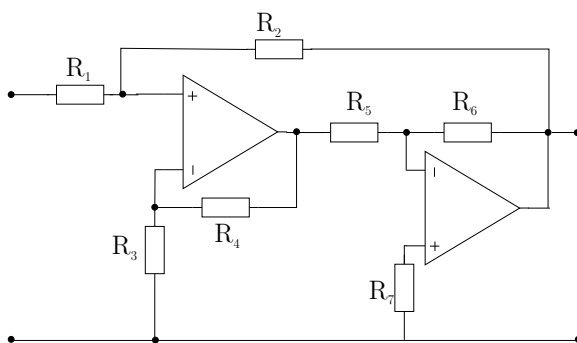 R₂
R₁
+
R₅
R₆
R₄
R₃
+
R₇